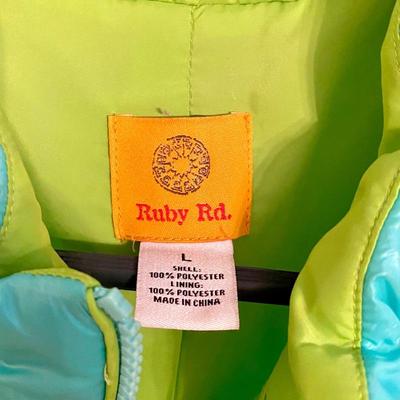 Ruby Rd.
L
SHELL:
100% POLYESTER
LINING:
100% POLYESTER
MADE IN CHINA